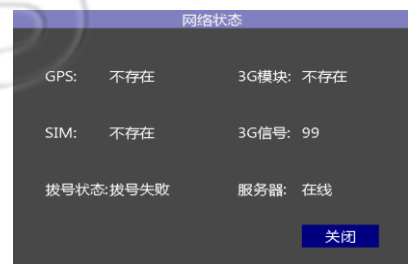 网络状态
GPS: 不存在 3G模块: 不存在
SIM: 不存在 3G信号: 99
拨号状态:拨号失败 服务器: 在线
关闭